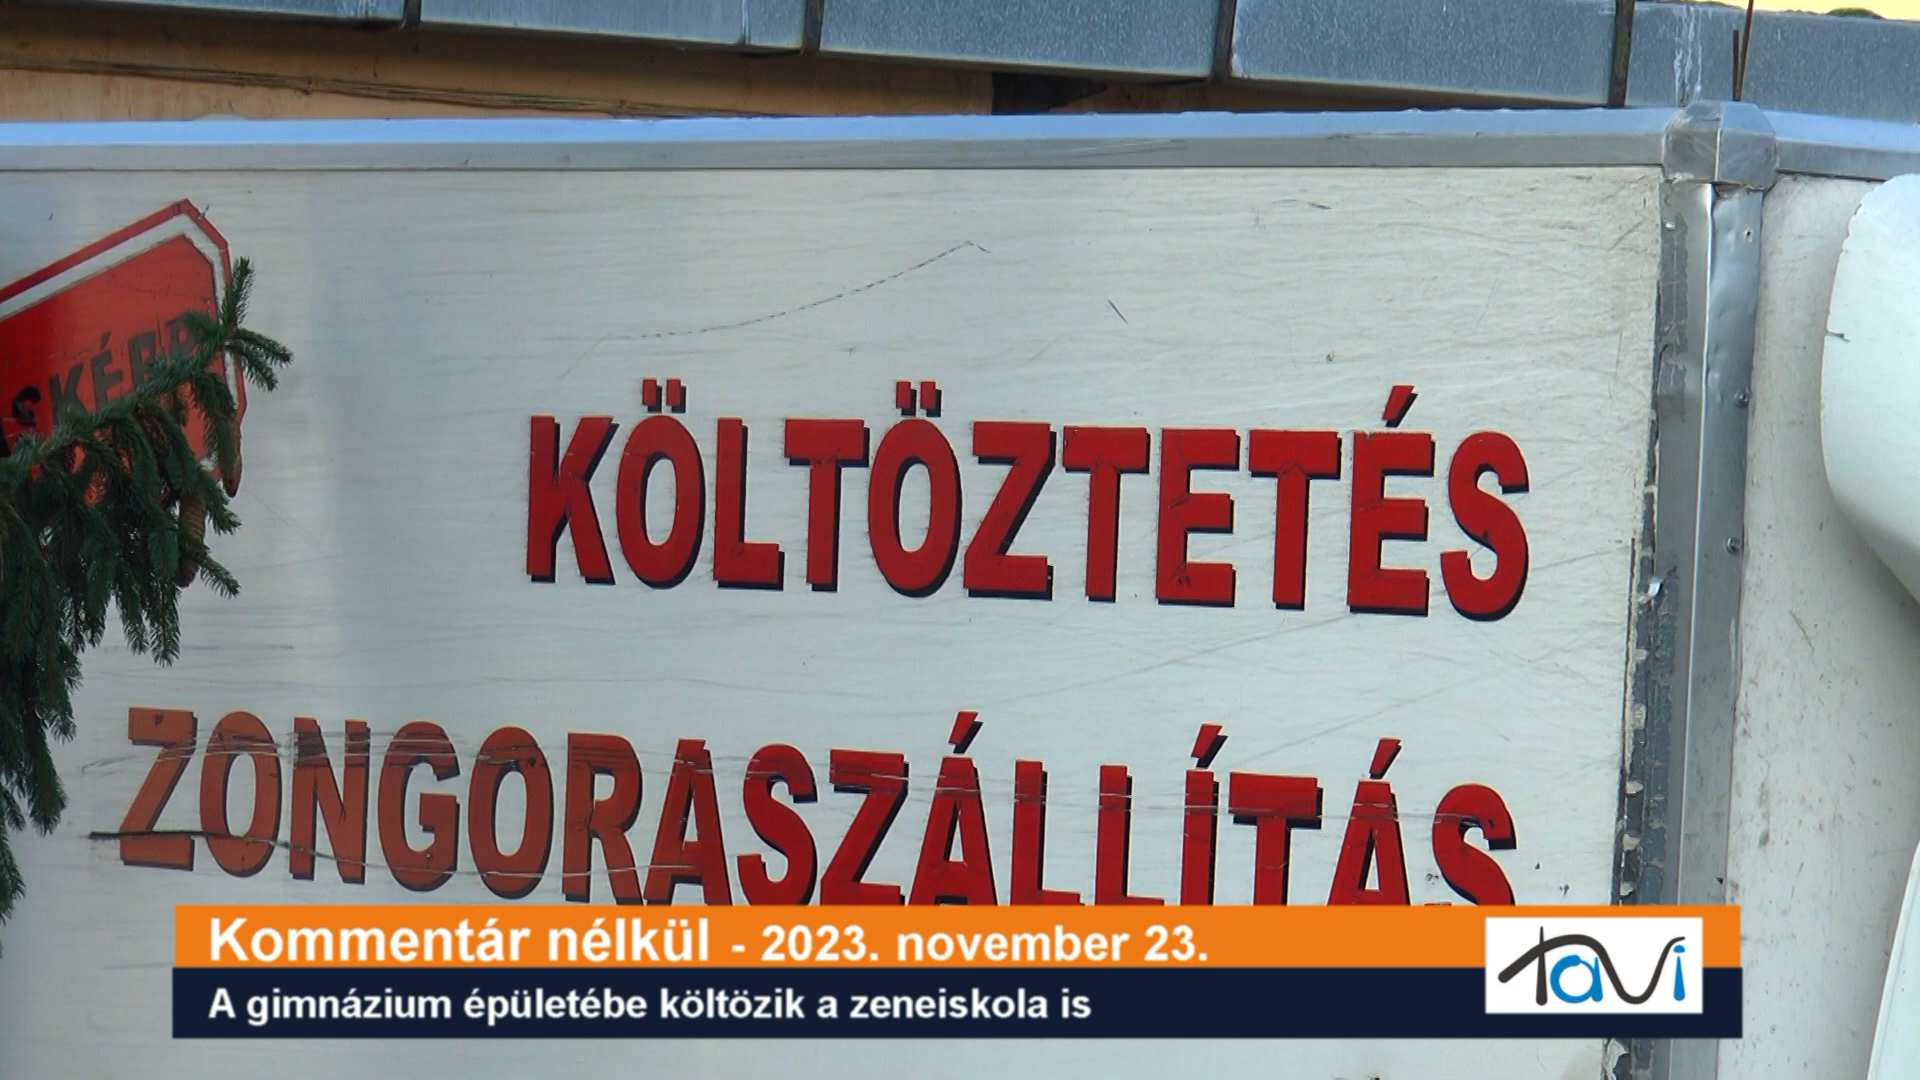 KÖLTÖZTETÉS
ZONGORASZÁLLÍTÁS
Kommentár nélkül - 2023. november 23.
A gimnázium épületébe költözik a zeneiskola is
TaVi